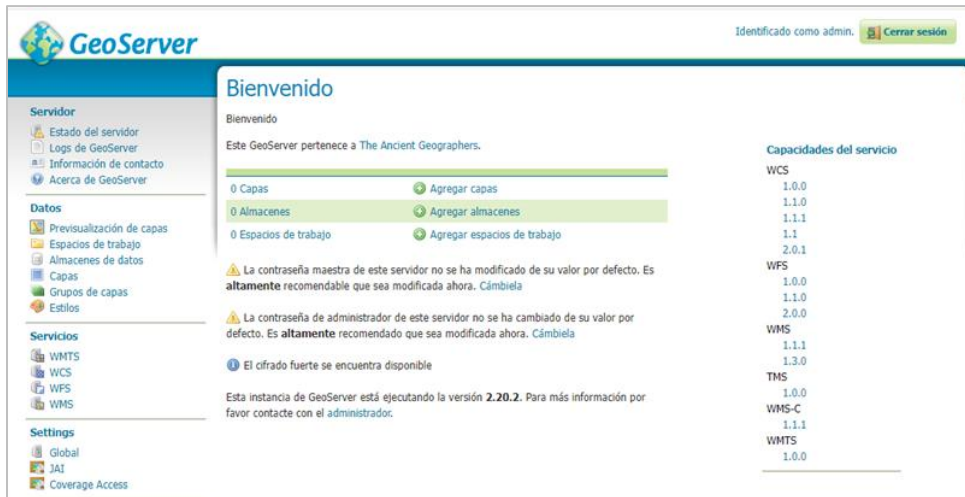 GeoServer
Identificado como admin.
Cerrar sesión
Servidor
Estado del servidor
Logs de GeoServer
Información de contacto
Acerca de GeoServer
Datos
Previsualización de capas
Espacios de trabajo
Almacenes de datos
Capas
Grupos de capas
Estilos
Servicios
WMTS
WCS
WFS
WMS
Settings
Global
JAI
Coverage Access
Bienvenido
Bienvenido
Este GeoServer pertenece a The Ancient Geographers.
0 Capas Agregar capas
0 Almacenes Agregar almacenes
0 Espacios de trabajo Agregar espacios de trabajo
La contraseña maestra de este servidor no se ha modificado de su valor por defecto. Es
altamente recomendable que sea modificada ahora. Cámbiela
La contraseña de administrador de este servidor no se ha cambiado de su valor por
defecto. Es altamente recomendado que sea modificada ahora. Cámbiela
El cifrado fuerte se encuentra disponible
Esta instancia de GeoServer está ejecutando la versión 2.20.2. Para más información por
favor contacte con el administrador.
Capacidades del servicio
WCS
1.0.0
1.1.0
1.1.1
1.1
2.0.1
WFS
1.0.0
1.1.0
2.0.0
WMS
1.1.1
1.3.0
TMS
1.0.0
WMS-C
1.1.1
WMTS
1.0.0